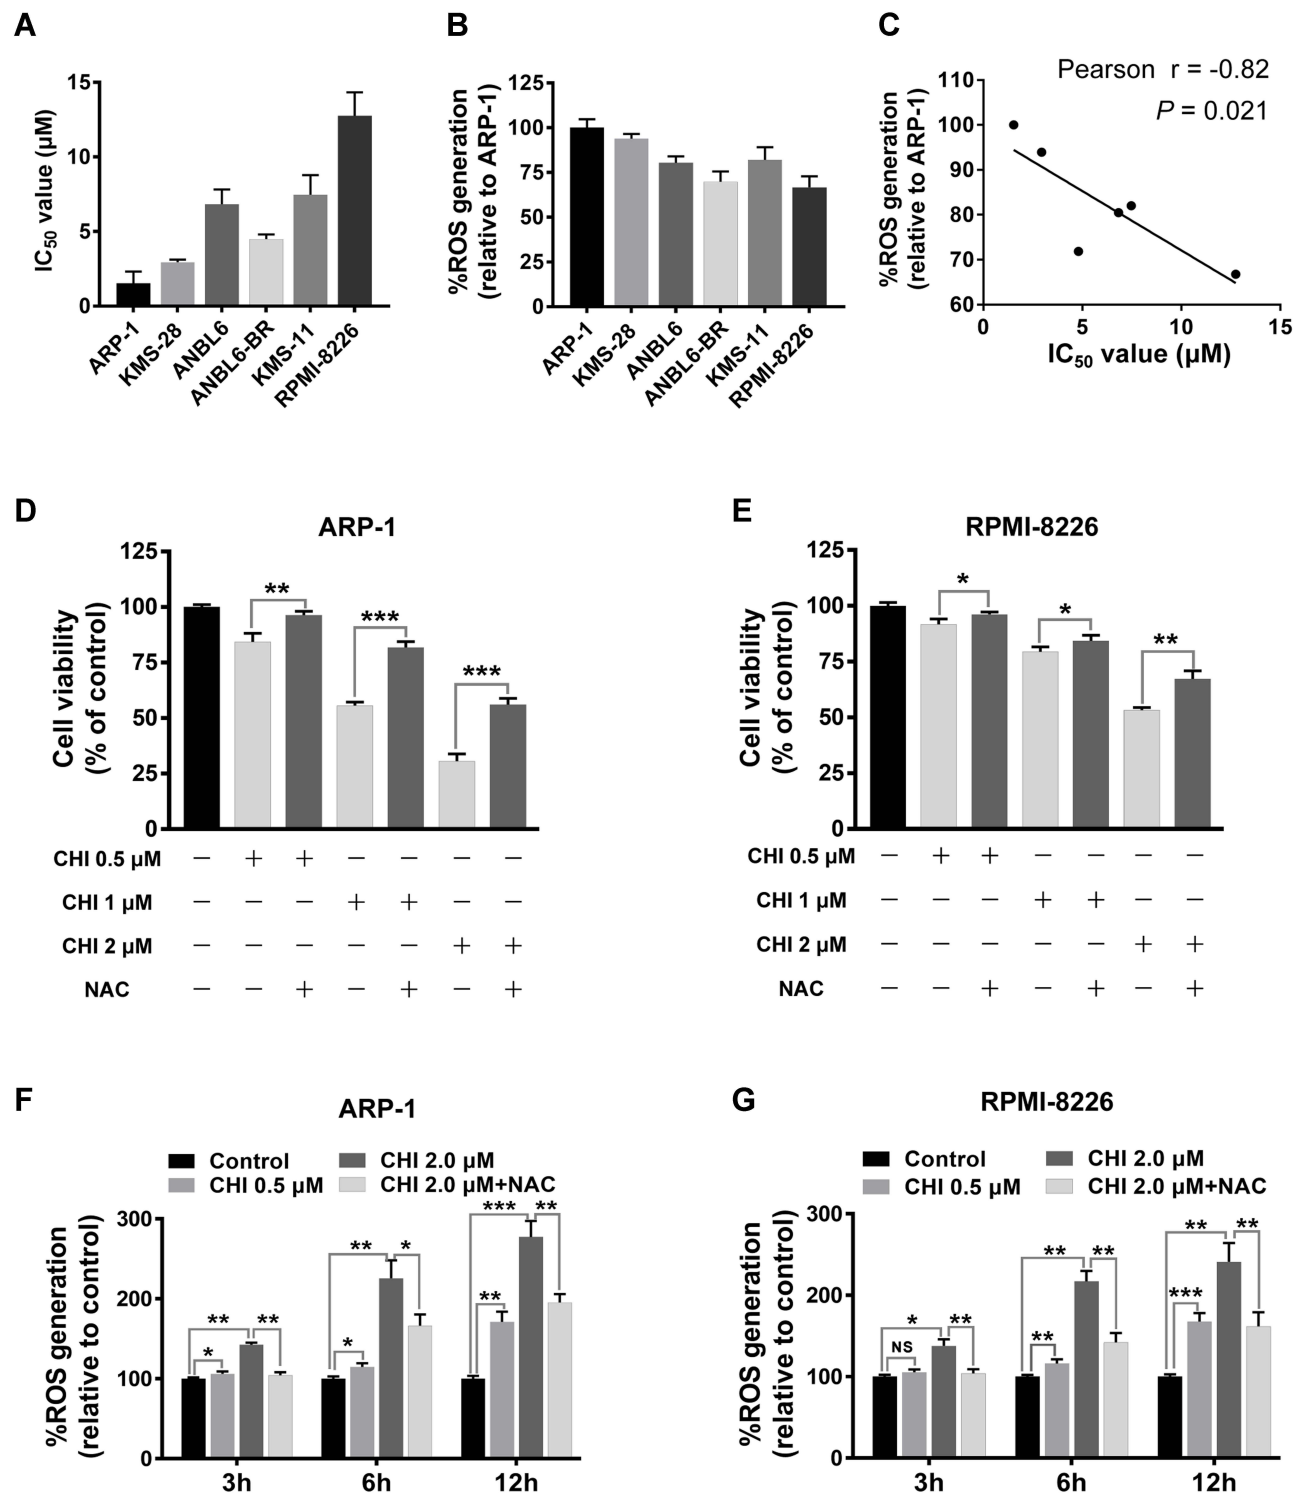 A
IC50 value (µM)
15
10
5
0
ARP-1
KMS-28
ANBL6
ANBL6-BR
KMS-11
RPMI-8226
B
%ROS generation
(relative to ARP-1)
125
100
75
50
25
0
ARP-1
KMS-28
ANBL6
ANBL6-BR
KMS-11
RPMI-8226
C
Pearson r = -0.82
P = 0.021
%ROS generation
(relative to ARP-1)
110
100
90
80
70
60
0 5 10 15
IC50 value (µM)
D
ARP-1
Cell viability
(% of control)
125
100
75
50
25
0
** *** ***
CHI 0.5 µM − + + − − − −
CHI 1 µM − − − + + − −
CHI 2 µM − − − − − + +
NAC − − + − + − +
E
RPMI-8226
Cell viability
(% of control)
125
100
75
50
25
0
* * **
CHI 0.5 µM − + + − − − −
CHI 1 µM − − − + + − −
CHI 2 µM − − − − − + +
NAC − − + − + − +
F
ARP-1
Control
CHI 2.0 µM
CHI 0.5 µM
CHI 2.0 µM+NAC
%ROS generation
(relative to control)
300
200
100
0
** * **
** * *
*** ** **
3h 6h 12h
G
RPMI-8226
Control
CHI 2.0 µM
CHI 0.5 µM
CHI 2.0 µM+NAC
%ROS generation
(relative to control)
300
200
100
0
* NS **
** ** **
** *** **
3h 6h 12h